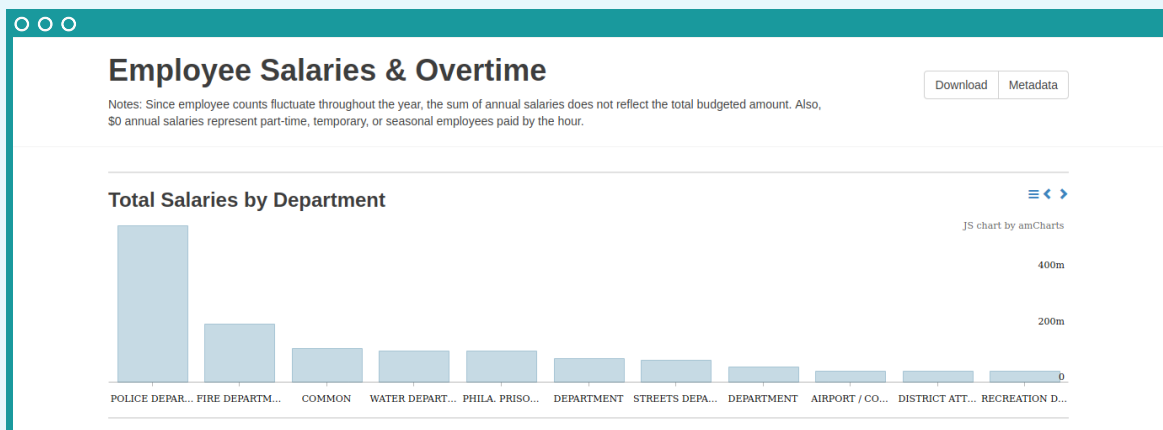 Employee Salaries & Overtime
Download
Metadata
Notes: Since employee counts fluctuate throughout the year, the sum of annual salaries does not reflect the total budgeted amount. Also,
$0 annual salaries represent part-time, temporary, or seasonal employees paid by the hour.
Total Salaries by Department
JS chart by amCharts
400m
200m
0
POLICE DEPAR... FIRE DEPARTM... COMMON WATER DEPART... PHILA. PRISO... DEPARTMENT STREETS DEPA... DEPARTMENT AIRPORT / CO... DISTRICT ATT... RECREATION D...